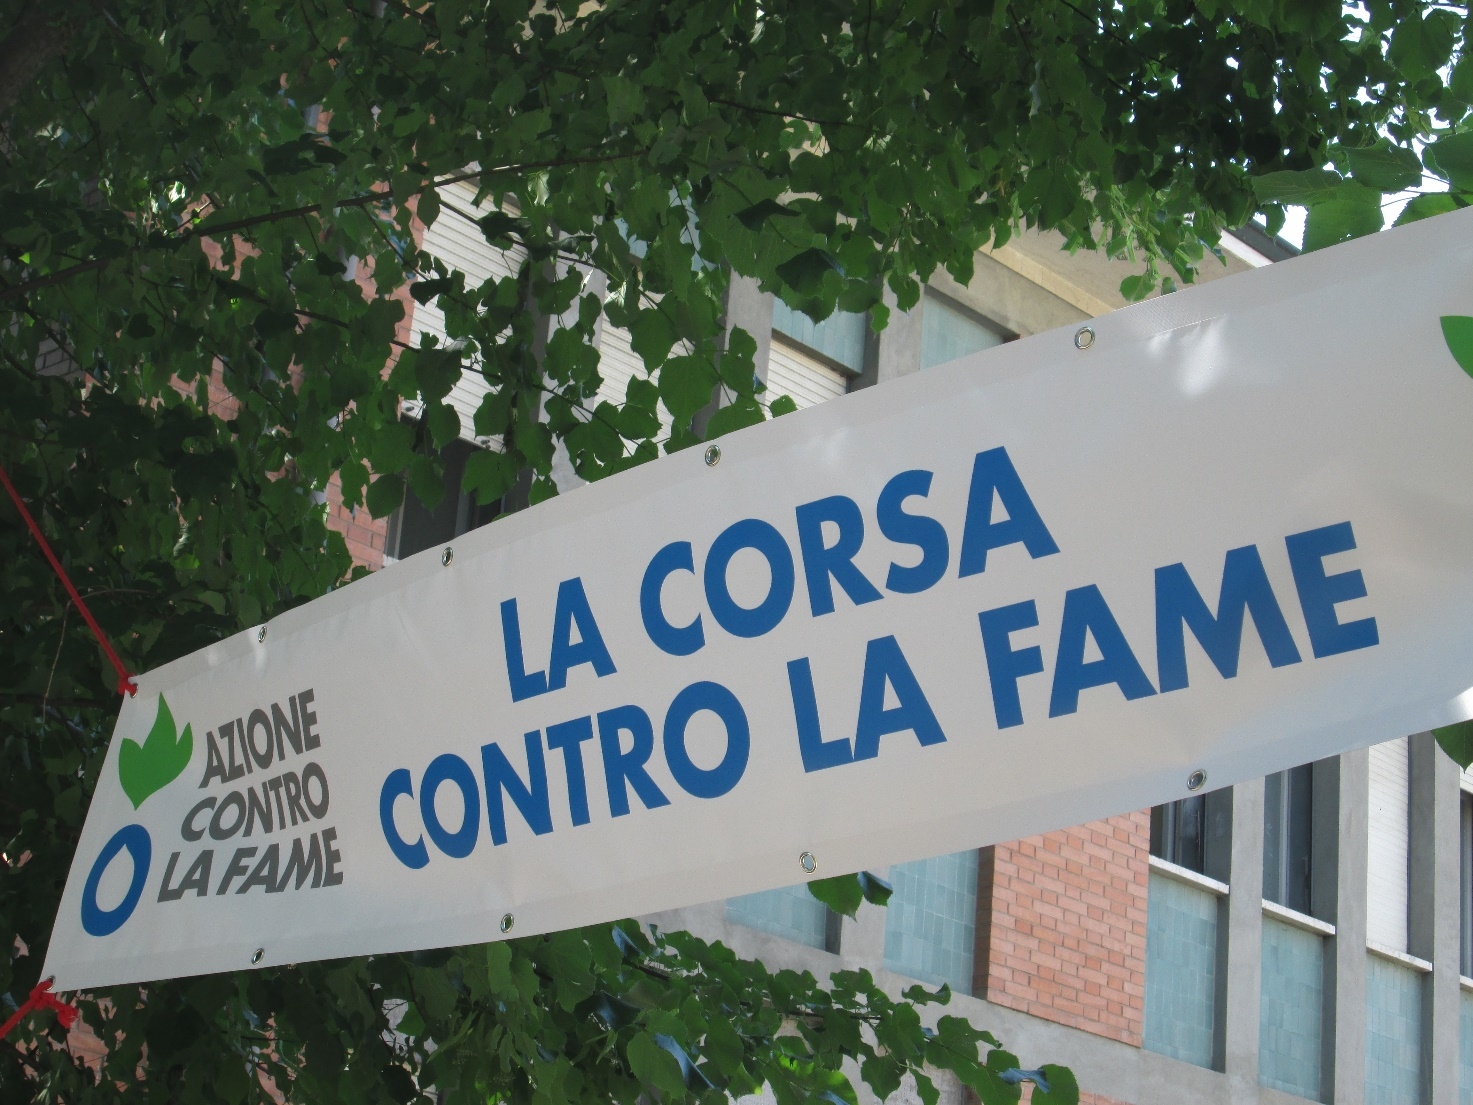 AZIONE
CONTRO
LA FAME
LA CORSA
CONTRO LA FAME